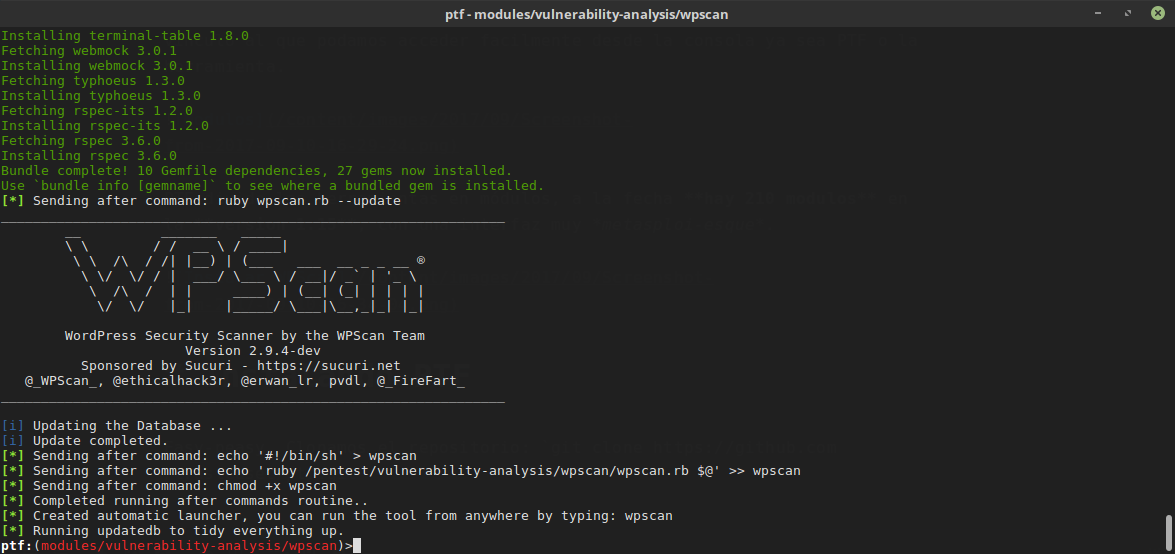 ptf - modules/vulnerability-analysis/wpscan
Installing terminal-table 1.8.0
Fetching webmock 3.0.1
Installing webmock 3.0.1
Fetching typhoeus 1.3.0
Installing typhoeus 1.3.0
Fetching rspec-its 1.2.0
Installing rspec-its 1.2.0
Fetching rspec 3.6.0
Installing rspec 3.6.0
Bundle complete! 10 Gemfile dependencies, 27 gems now installed.
Use `bundle info [gemname]` to see where a bundled gem is installed.
[*] Sending after command: ruby wpscan.rb --update
WPScan ®
WordPress Security Scanner by the WPScan Team
Version 2.9.4-dev
Sponsored by Sucuri - https://sucuri.net
@_WPScan_, @ethicalhack3r, @erwan_lr, pvdl, @_FireFart_
[i] Updating the Database ...
[i] Update completed.
[*] Sending after command: echo '#!/bin/sh' > wpscan
[*] Sending after command: echo 'ruby /pentest/vulnerability-analysis/wpscan/wpscan.rb $@' >> wpscan
[*] Sending after command: chmod +x wpscan
[*] Completed running after commands routine..
[*] Created automatic launcher, you can run the tool from anywhere by typing: wpscan
[*] Running updatedb to tidy everything up.
ptf:(modules/vulnerability-analysis/wpscan)>